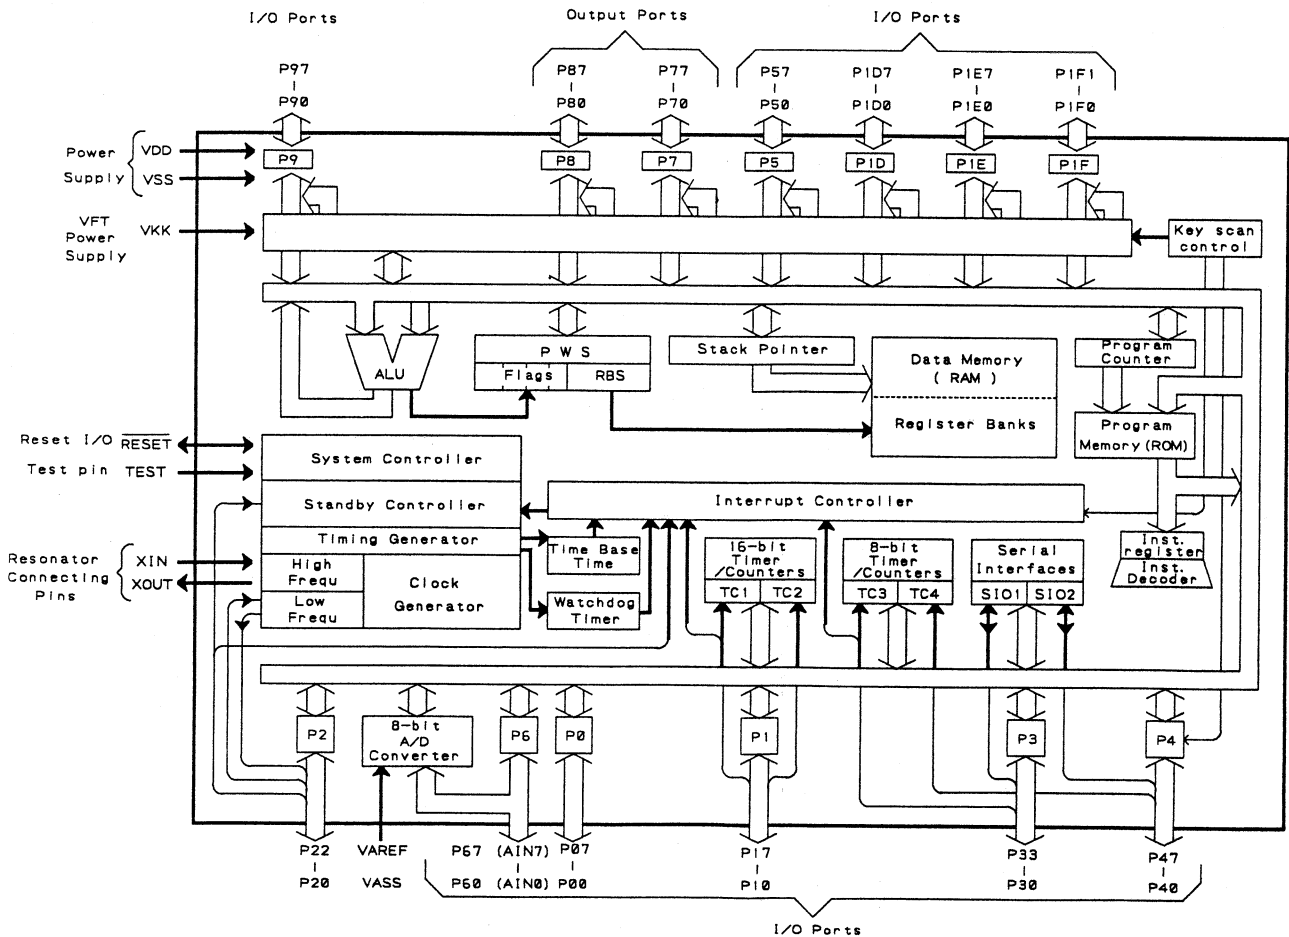 I/O Ports
Output Ports
I/O Ports
P97
P90
P87
P80
P77
P70
P57
P50
P1D7
P1D0
P1E7
P1E0
P1F1
P1F0
Power Supply
VDD
VSS
P9
P8
P7
P5
P1D
P1E
P1F
VFT
Power
Supply
VKK
Key scan
control
ALU
P W S
Flags
RBS
Stack Pointer
Data Memory
( RAM )
Register Banks
Program
Counter
Program
Memory(ROM)
Reset I/O RESET
Test pin TEST
System Controller
Standby Controller
Timing Generator
High
Frequ
Low
Frequ
Clock
Generator
Resonator
Connecting
Pins
XIN
XOUT
Interrupt Controller
Time Base
Time
Watchdog
Timer
16-bit
Timer
/Counters
TC1
TC2
8-bit
Timer
/Counters
TC3
TC4
Serial
Interfaces
SIO1
SIO2
Inst.
register
Inst.
Decoder
P2
8-bit
A/D
Converter
P6
P0
P1
P3
P4
P22
P20
VAREF
VASS
P67 (AIN7)
P60 (AIN0)
P07
P00
P17
P10
P33
P30
P47
P40
I/O Ports